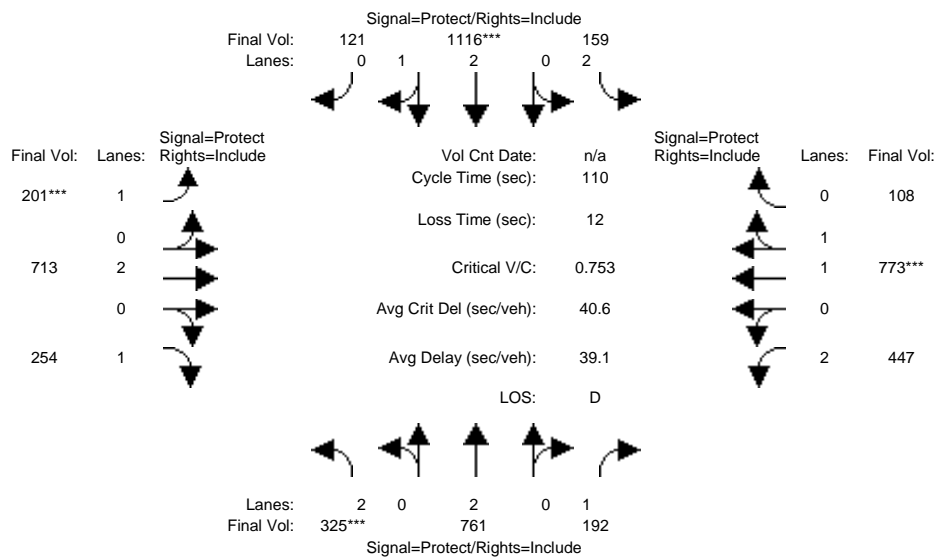 Signal=Protect/Rights=Include
Final Vol: 121 1116*** 159
Lanes: 0 1 2 0 2
Signal=Protect
Final Vol: Lanes: Rights=Include
Vol Cnt Date: n/a
Signal=Protect
Rights=Include Lanes: Final Vol:
Cycle Time (sec): 110
201*** 1
0 108
Loss Time (sec): 12
0
1
713 2
Critical V/C: 0.753
1 773***
0
Avg Crit Del (sec/veh): 40.6
0
254 1
Avg Delay (sec/veh): 39.1
2 447
LOS: D
Lanes: 2 0 2 0 1
Final Vol: 325*** 761 192
Signal=Protect/Rights=Include